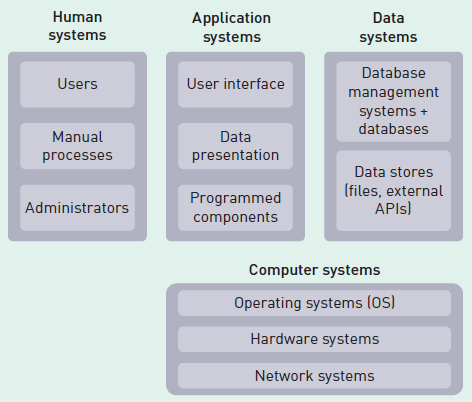 Human
systems
Users
Manual
processes
Administrators
Application
systems
User interface
Data
presentation
Programmed
components
Data
systems
Database
management
systems +
databases
Data stores
(files, external
APIs)
Computer systems
Operating systems (OS)
Hardware systems
Network systems